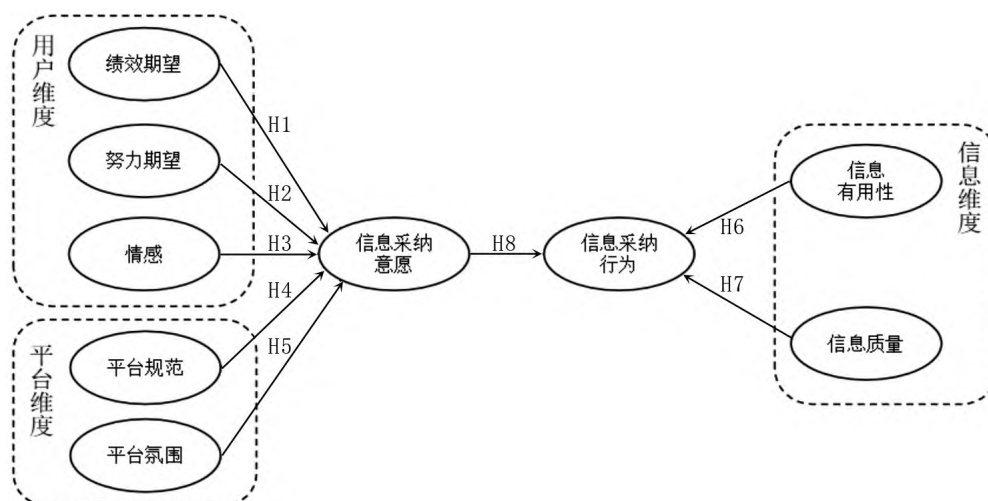 用户维度
绩效期望
努力期望
情感
H1
H2
H3
H4
H5
平台维度
平台规范
平台氛围
信息采纳
意愿
H8
信息采纳
行为
H6
H7
信息维度
信息
有用性
信息质量